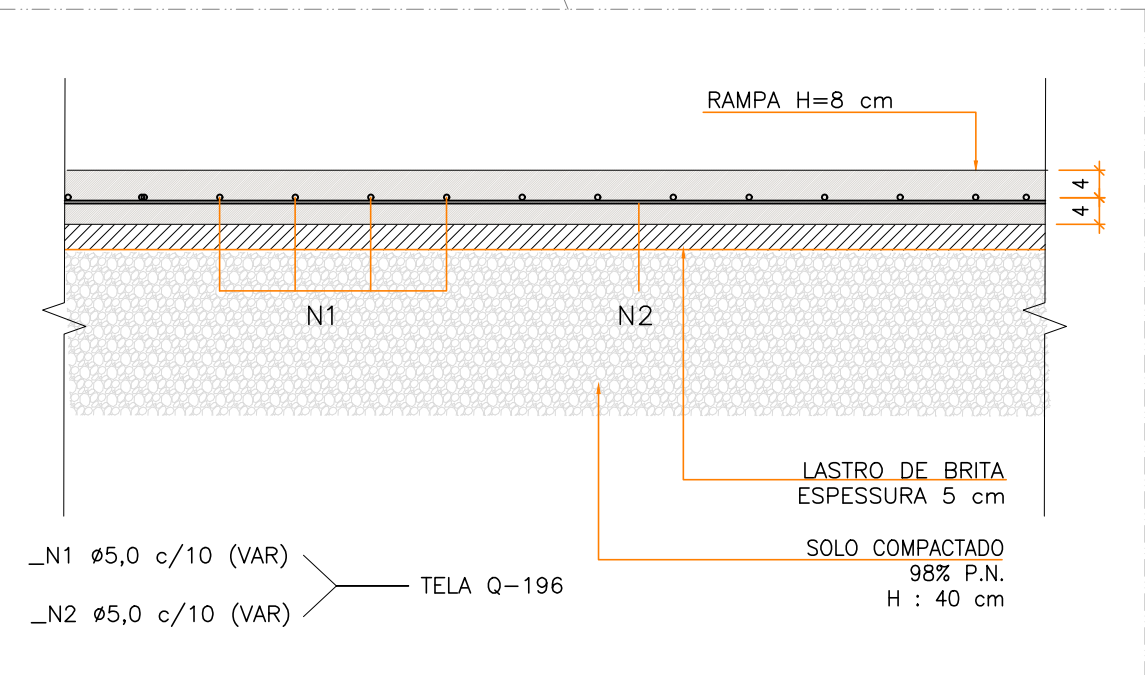 RAMPA H=8 cm
4
4
N1
N2
LASTRO DE BRITA
ESPESSURA 5 cm
SOLO COMPACTADO
98% P.N.
H : 40 cm
_N1 ø5,0 c/10 (VAR)
TELA Q-196
_N2 ø5,0 c/10 (VAR)